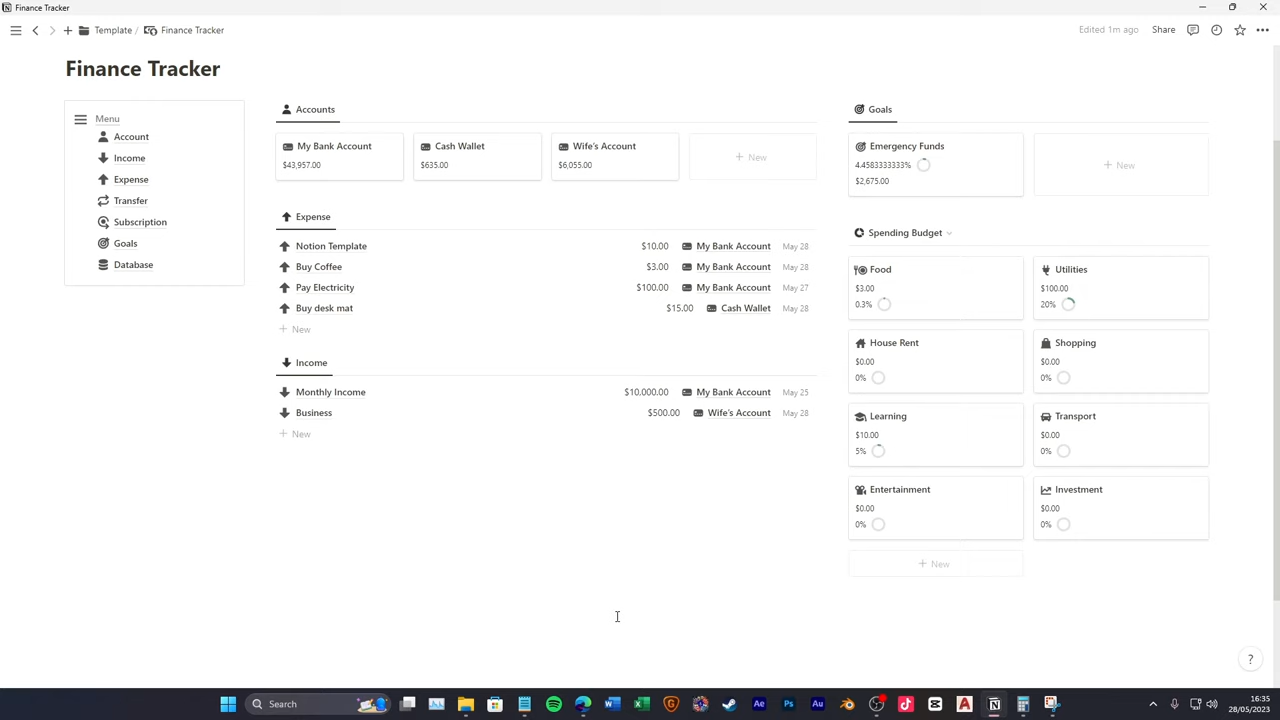 Finance Tracker
Template / Finance Tracker
Edited 1m ago Share
Finance Tracker
Menu
Account
Income
Expense
Transfer
Subscription
Goals
Database
Accounts
My Bank Account
$43,957.00
Cash Wallet
$635.00
Wife's Account
$6,055.00
+ New
Expense
Notion Template $10.00 My Bank Account May 28
Buy Coffee $3.00 My Bank Account May 28
Pay Electricity $100.00 My Bank Account May 27
Buy desk mat $15.00 Cash Wallet May 28
+ New
Income
Monthly Income $10,000.00 My Bank Account May 25
Business $500.00 Wife's Account May 28
+ New
Goals
Emergency Funds
4.4583333333%
$2,675.00
+ New
Spending Budget
Food
$3.00
0.3%
Utilities
$100.00
20%
House Rent
$0.00
0%
Shopping
$0.00
0%
Learning
$10.00
5%
Transport
$0.00
0%
Entertainment
$0.00
0%
Investment
$0.00
0%
+ New
?
Search
Ae
Ps
Au
16:35
28/05/2023